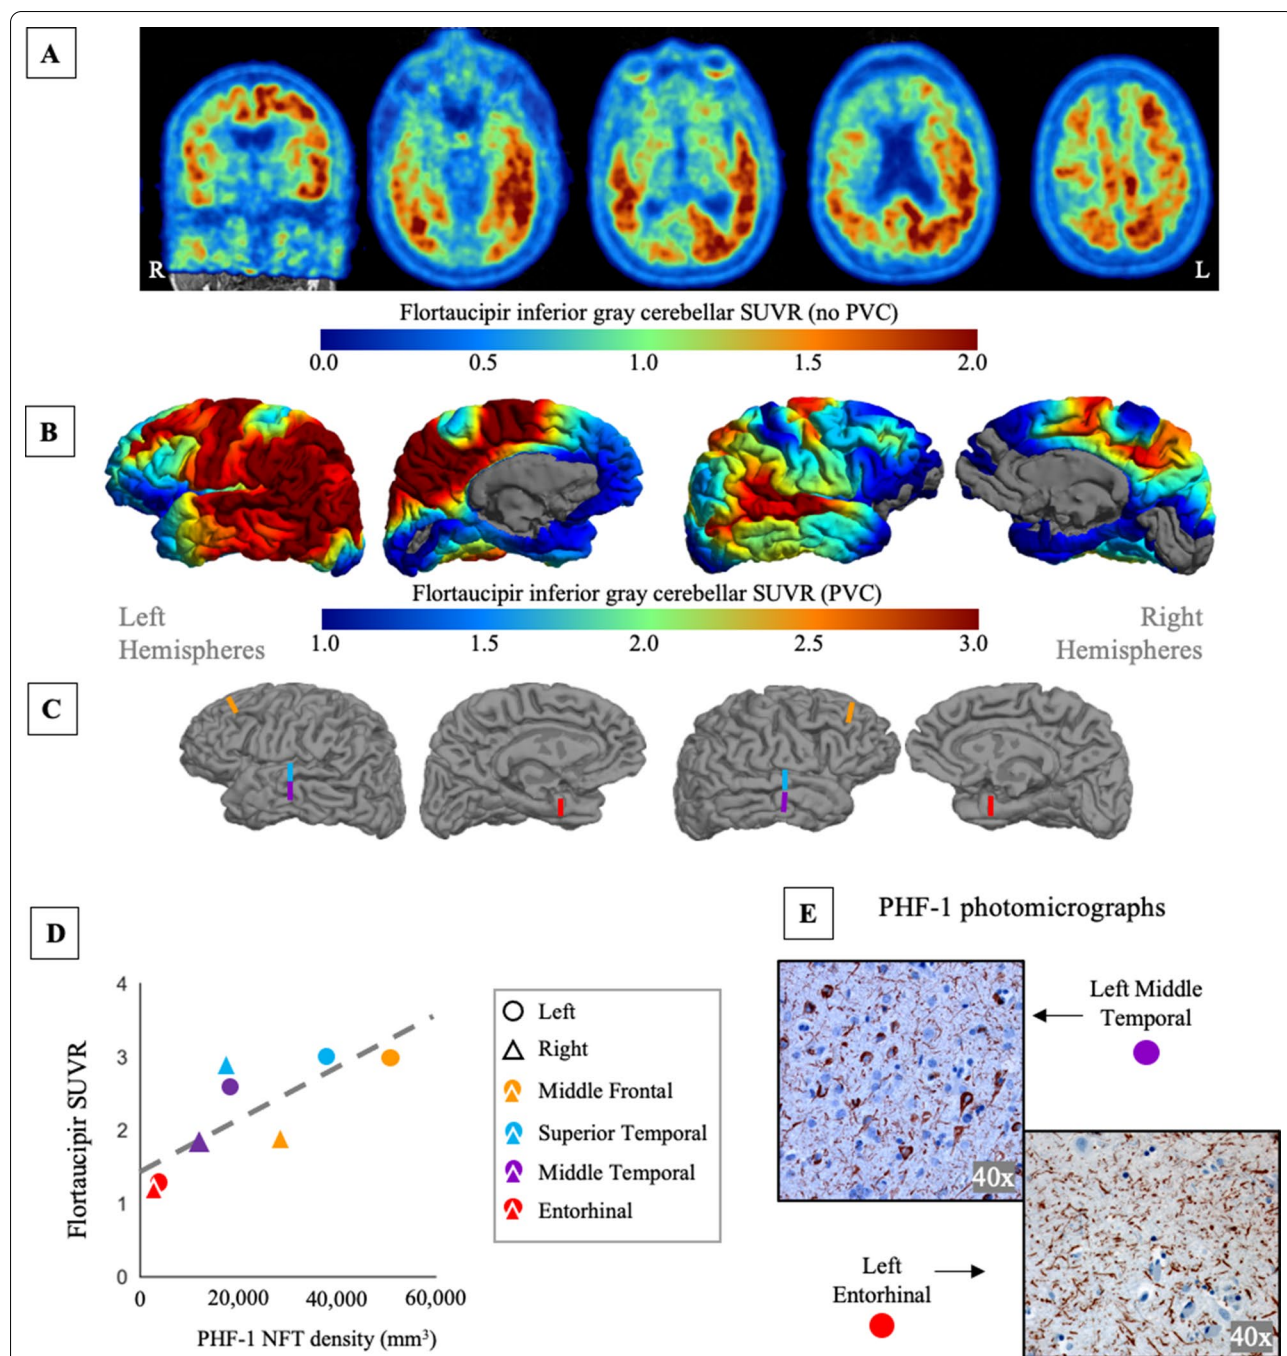 A
R
L
Flortaucipir inferior gray cerebellar SUVR (no PVC)
0.0 0.5 1.0 1.5 2.0
B
Flortaucipir inferior gray cerebellar SUVR (PVC)
Left
Hemispheres
1.0 1.5 2.0 2.5 3.0
Right
Hemispheres
C
D
Flortaucipir SUVR
4
3
2
1
0
0 20,000 40,000 60,000
PHF-1 NFT density (mm³)
Left
Right
Middle Frontal
Superior Temporal
Middle Temporal
Entorhinal
E
PHF-1 photomicrographs
Left Middle
Temporal
40x
Left
Entorhinal
40x